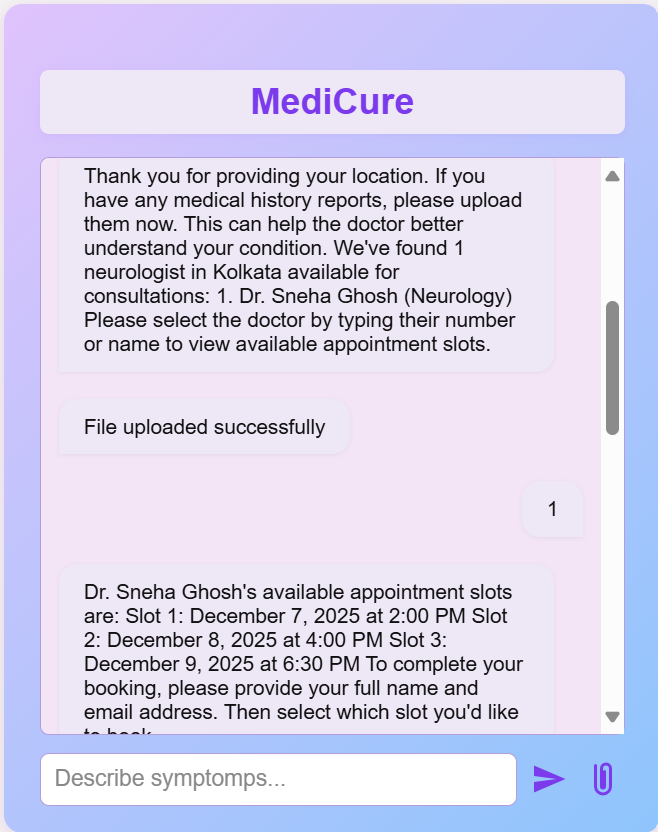 MediCure
Thank you for providing your location. If you
have any medical history reports, please upload
them now. This can help the doctor better
understand your condition. We've found 1
neurologist in Kolkata available for
consultations: 1. Dr. Sneha Ghosh (Neurology)
Please select the doctor by typing their number
or name to view available appointment slots.
File uploaded successfully
1
Dr. Sneha Ghosh's available appointment slots
are: Slot 1: December 7, 2025 at 2:00 PM Slot
2: December 8, 2025 at 4:00 PM Slot 3:
December 9, 2025 at 6:30 PM To complete your
booking, please provide your full name and
email address. Then select which slot you'd like
to book
Describe symptomps...